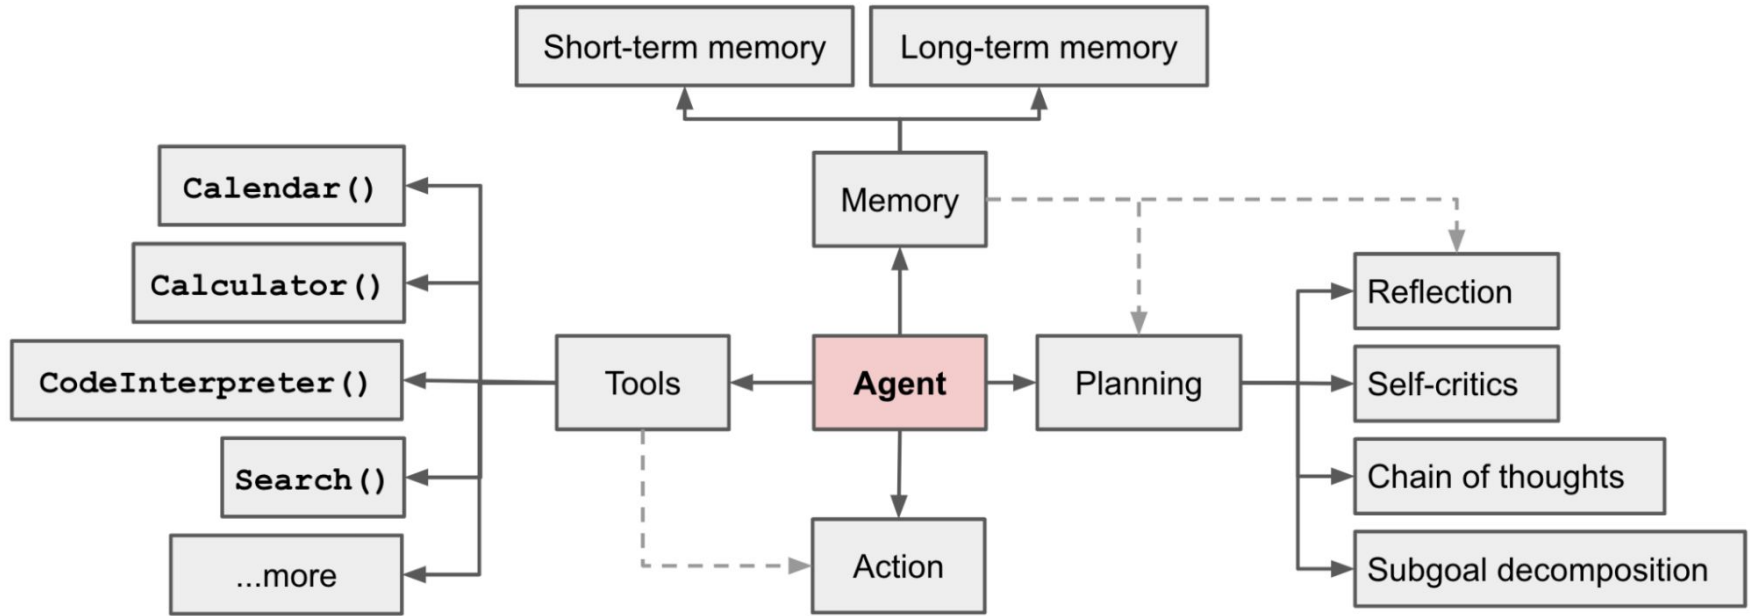 Short-term memory
Long-term memory
Calendar()
Memory
Calculator()
Reflection
CodeInterpreter()
Tools
Agent
Planning
Self-critics
Search()
Chain of thoughts
...more
Action
Subgoal decomposition